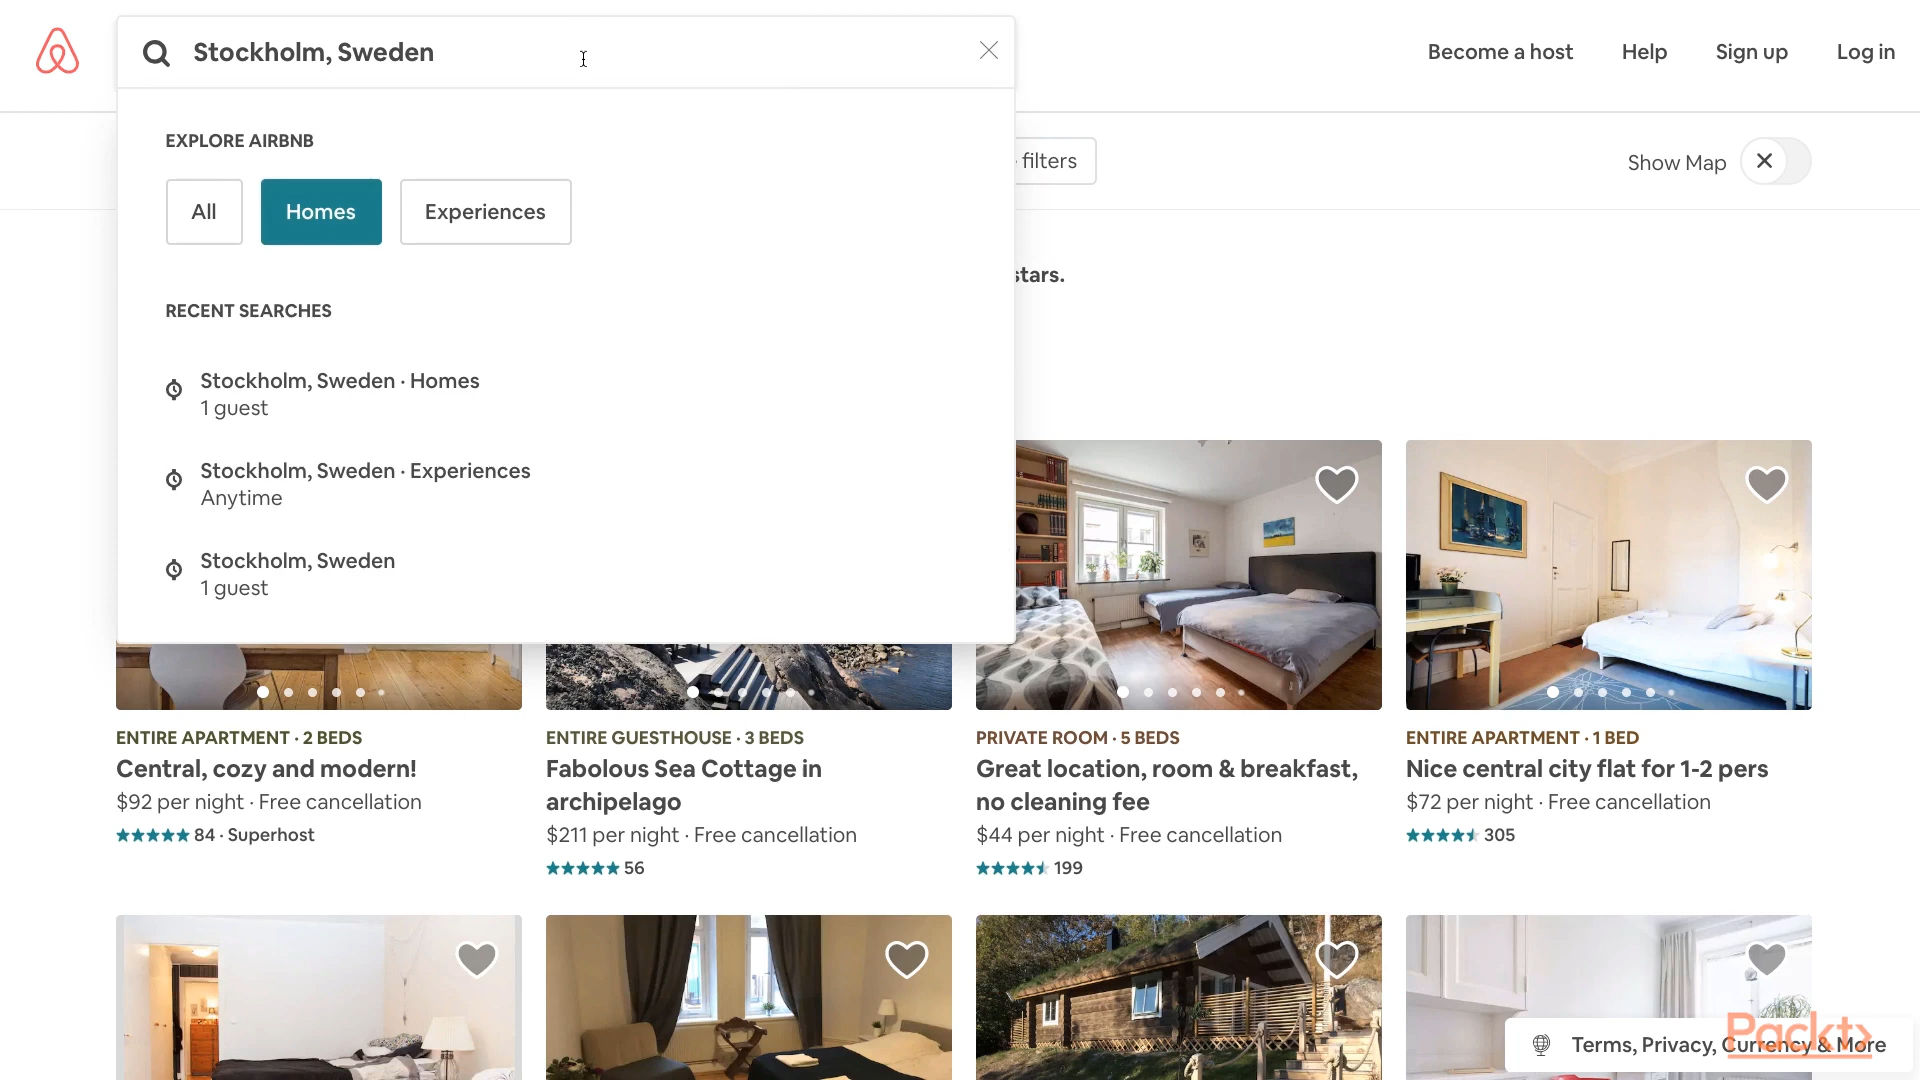 Stockholm, Sweden
Become a host
Help
Sign up
Log in
EXPLORE AIRBNB
filters
Show Map
All
Homes
Experiences
stars.
RECENT SEARCHES
Stockholm, Sweden · Homes
1 guest
Stockholm, Sweden · Experiences
Anytime
Stockholm, Sweden
1 guest
ENTIRE APARTMENT · 2 BEDS
Central, cozy and modern!
$92 per night · Free cancellation
84 · Superhost
ENTIRE GUESTHOUSE · 3 BEDS
Fabolous Sea Cottage in
archipelago
$211 per night · Free cancellation
56
PRIVATE ROOM · 5 BEDS
Great location, room & breakfast,
no cleaning fee
$44 per night · Free cancellation
199
ENTIRE APARTMENT · 1 BED
Nice central city flat for 1-2 pers
$72 per night · Free cancellation
305
Terms, Privacy, Currency & More
Packt>